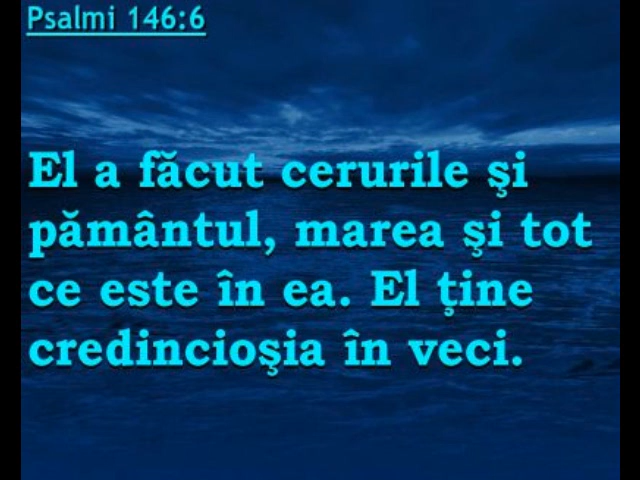 Psalmi 146:6
El a făcut cerurile şi
pământul, marea şi tot
ce este în ea. El ţine
credincioşia în veci.